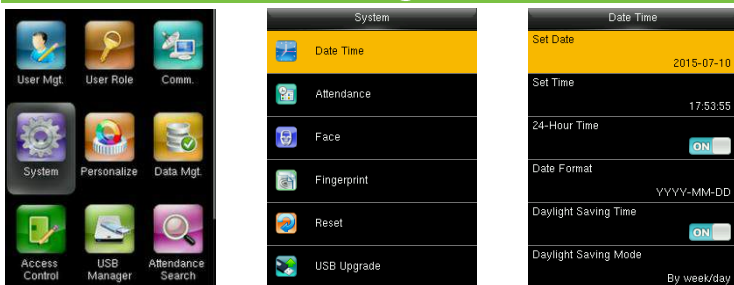 User Mgt.
User Role
Comm.
System
Personalize
Data Mgt.
Access
Control
USB
Manager
Attendance
Search
System
Date Time
Attendance
Face
Fingerprint
Reset
USB Upgrade
Date Time
Set Date
2015-07-10
Set Time
17:53:55
24-Hour Time
ON
Date Format
YYYY-MM-DD
Daylight Saving Time
ON
Daylight Saving Mode
By week/day